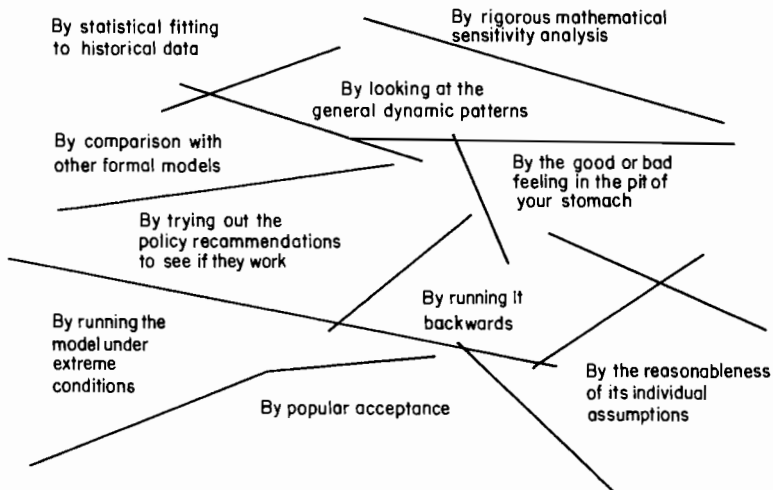 By statistical fitting
to historical data
By rigorous mathematical
sensitivity analysis
By looking at the
general dynamic patterns
By comparison with
other formal models
By the good or bad
feeling in the pit of
your stomach
By trying out the
policy recommendations
to see if they work
By running it
backwards
By running the
model under
extreme
conditions
By the reasonableness
of its individual
assumptions
By popular acceptance